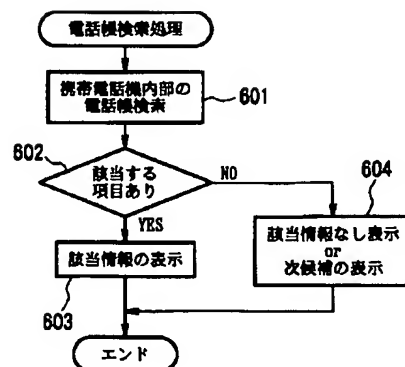 電話帳検索処理
携帯電話機内部の
電話帳検索
601
602
該当する
項目あり
NO
604
YES
該当情報の表示
該当情報なし表示
or
次候補の表示
603
エンド